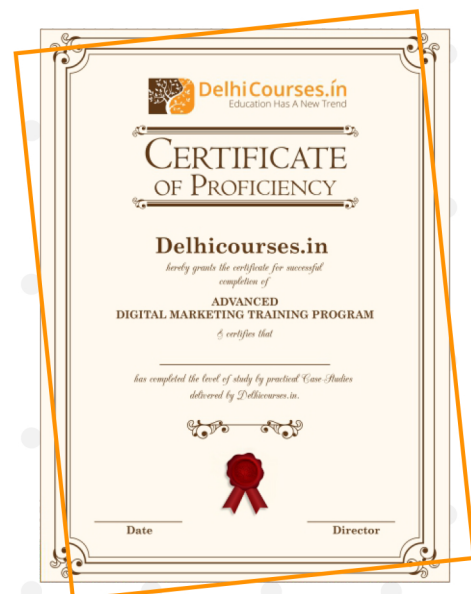 DelhiCourses.in
Education Has A New Trend
CERTIFICATE
OF PROFICIENCY
Delhicourses.in
hereby grants the certificate for successful
completion of
ADVANCED
DIGITAL MARKETING TRAINING PROGRAM
& certifies that
has completed the level of study by practical Case Studies
delivered by Delhicourses.in.
Date Director